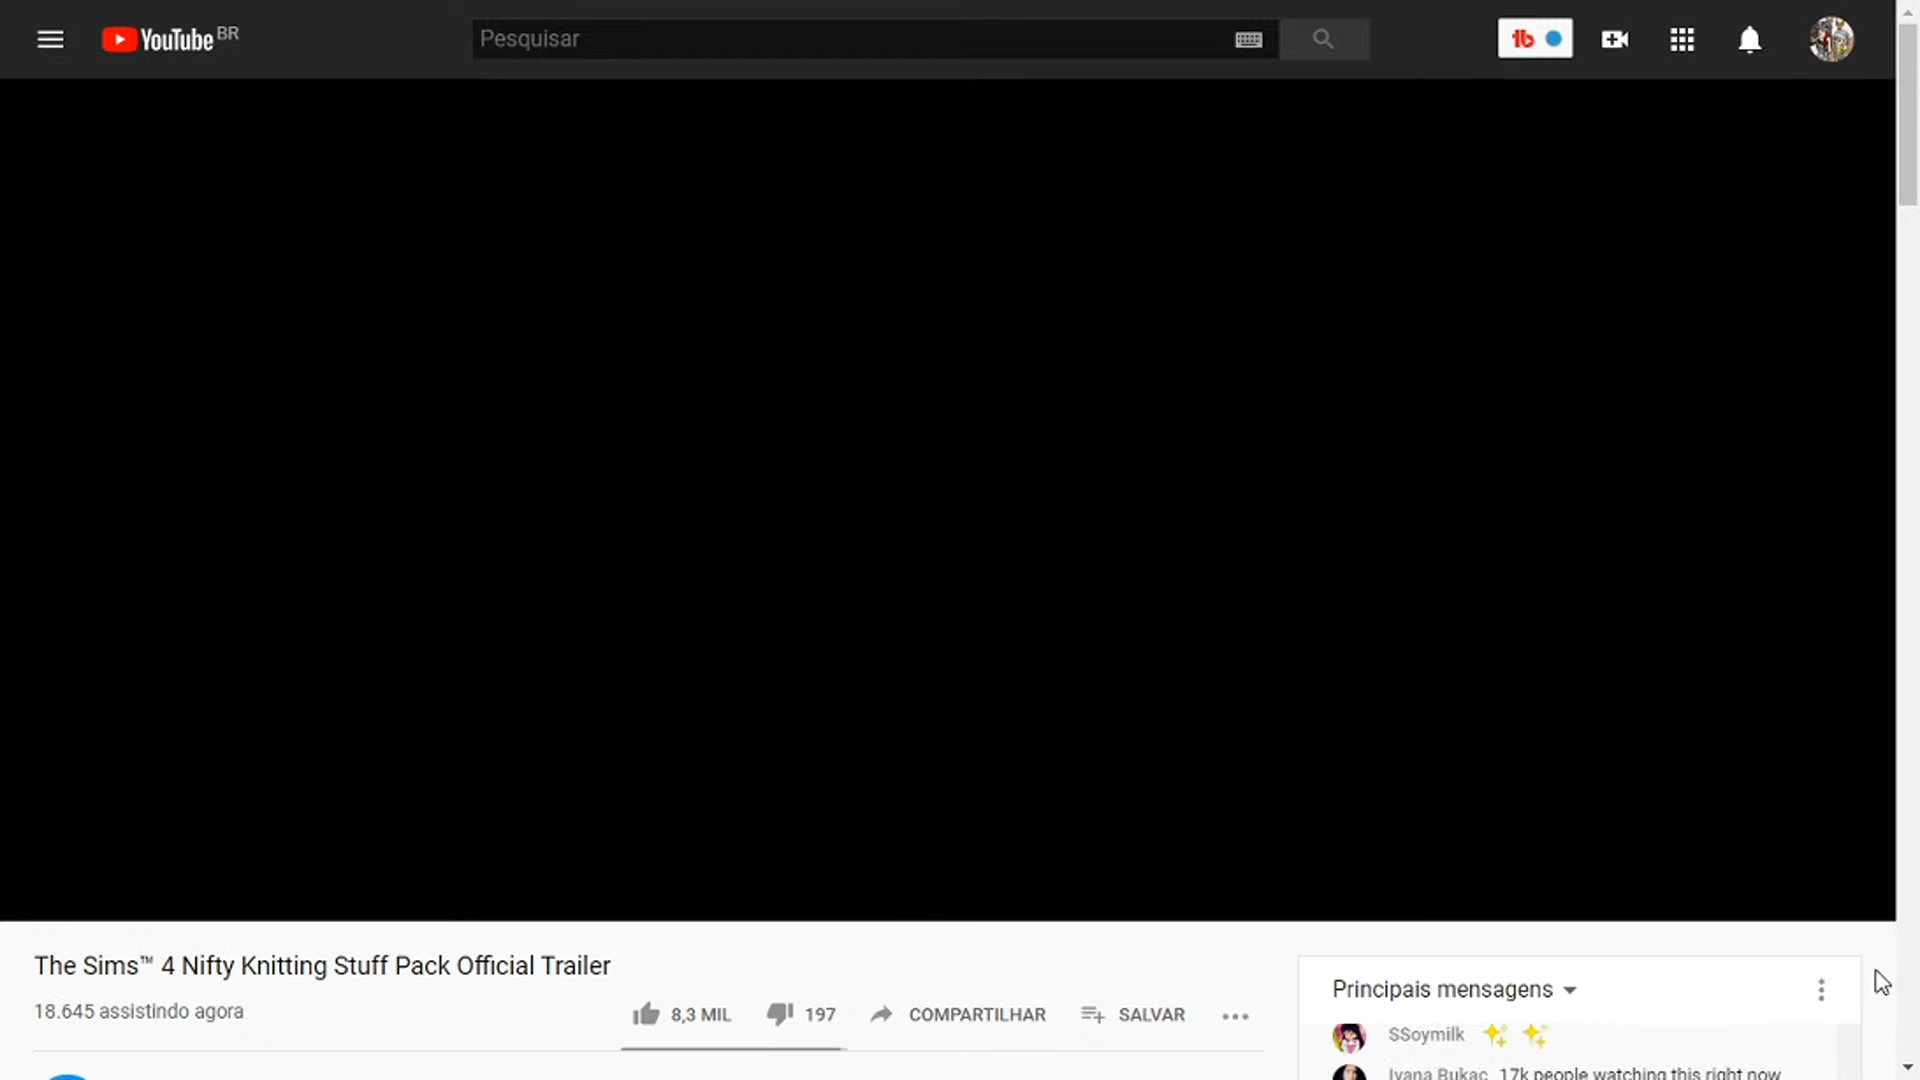 YouTube BR
Pesquisar
The Sims™ 4 Nifty Knitting Stuff Pack Official Trailer
18.645 assistindo agora
8,3 MIL
197
COMPARTILHAR
SALVAR
Principais mensagens
SSoymilk
Ivana Bukac 17k people watching this right now